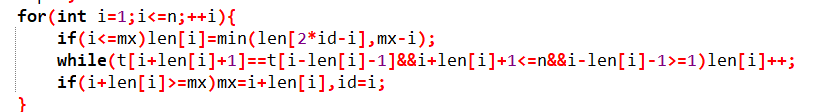 for(int i=1;i<=n;++i){
if(i<=mx)len[i]=min(len[2*id-i],mx-i);
while(t[i+len[i]+1]==t[i-len[i]-1]&&i+len[i]+1<=n&&i-len[i]-1>=1)len[i]++;
if(i+len[i]>=mx)mx=i+len[i],id=i;
}